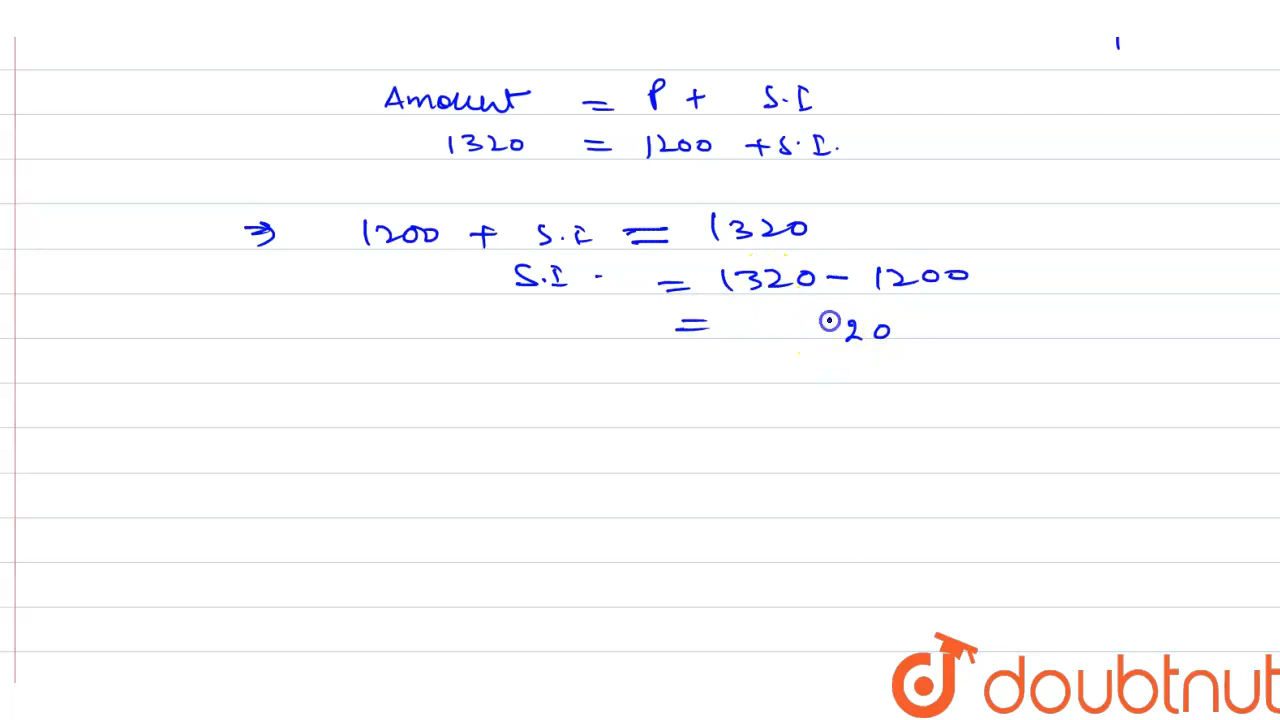 Amount = P + S.I
1320 = 1200 + S.I.
⇒ 1200 + S.I = 1320
S.I = 1320 - 1200
= 20
doubtnut